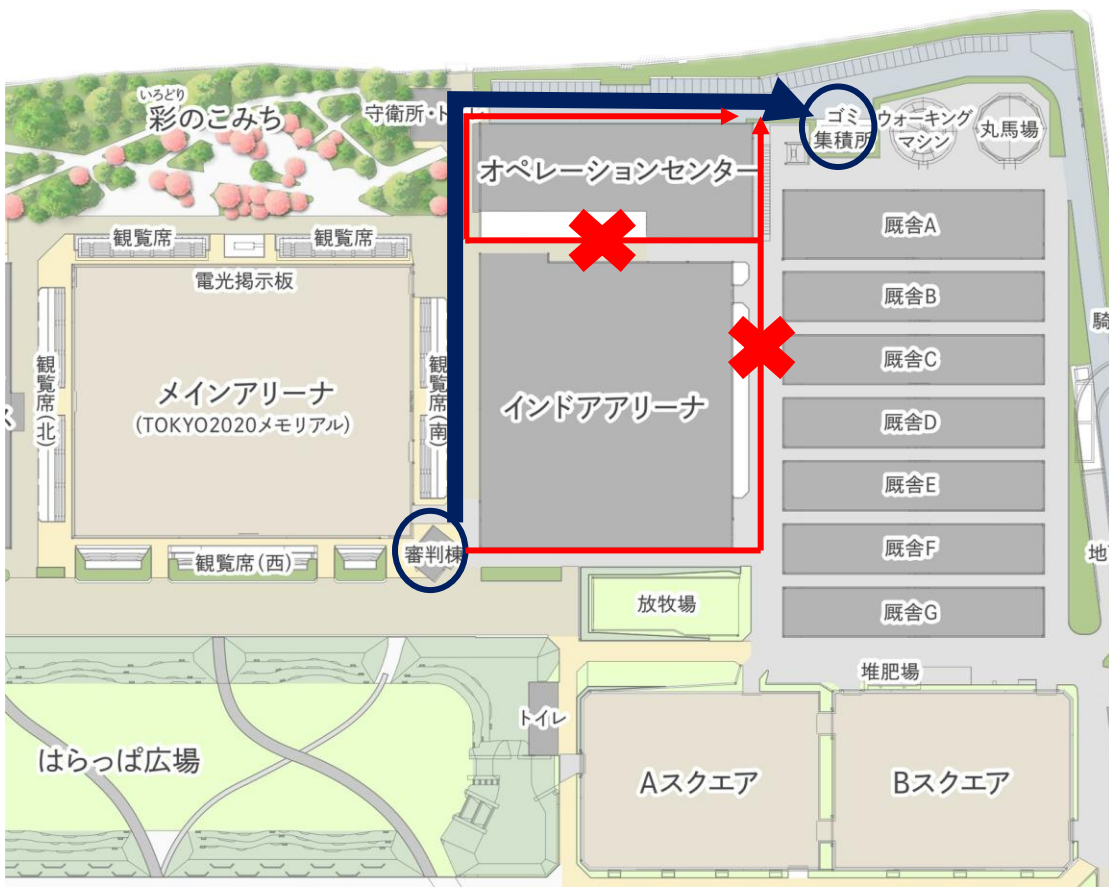 いろどり
彩のこみち
守衛所・ト
ゴミ
集積所
ウォーキング
マシン
丸馬場
オペレーションセンター
観覧席
観覧席
電光掲示板
厩舎A
厩舎B
厩舎C
厩舎D
厩舎E
厩舎F
厩舎G
騎
観覧席(北)
メインアリーナ
(TOKYO2020メモリアル)
観覧席(南)
インドアアリーナ
ス
観覧席(西)
審判棟
地下
放牧場
堆肥場
トイレ
はらっぱ広場
Aスクエア
Bスクエア